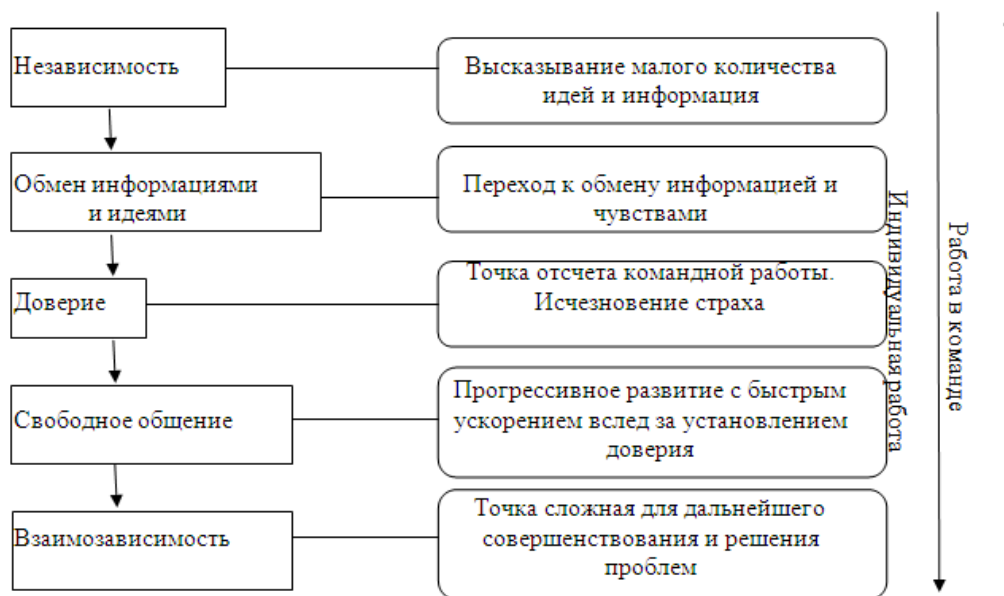 Независимость
Высказывание малого количества
идей и информация
Обмен информациями
и идеями
Переход к обмену информацией и
чувствами
Доверие
Точка отсчета командной работы.
Исчезновение страха
Свободное общение
Прогрессивное развитие с быстрым
ускорением вслед за установлением
доверия
Взаимозависимость
Точка сложная для дальнейшего
совершенствования и решения
проблем
Индивидуальная работа
Работа в команде